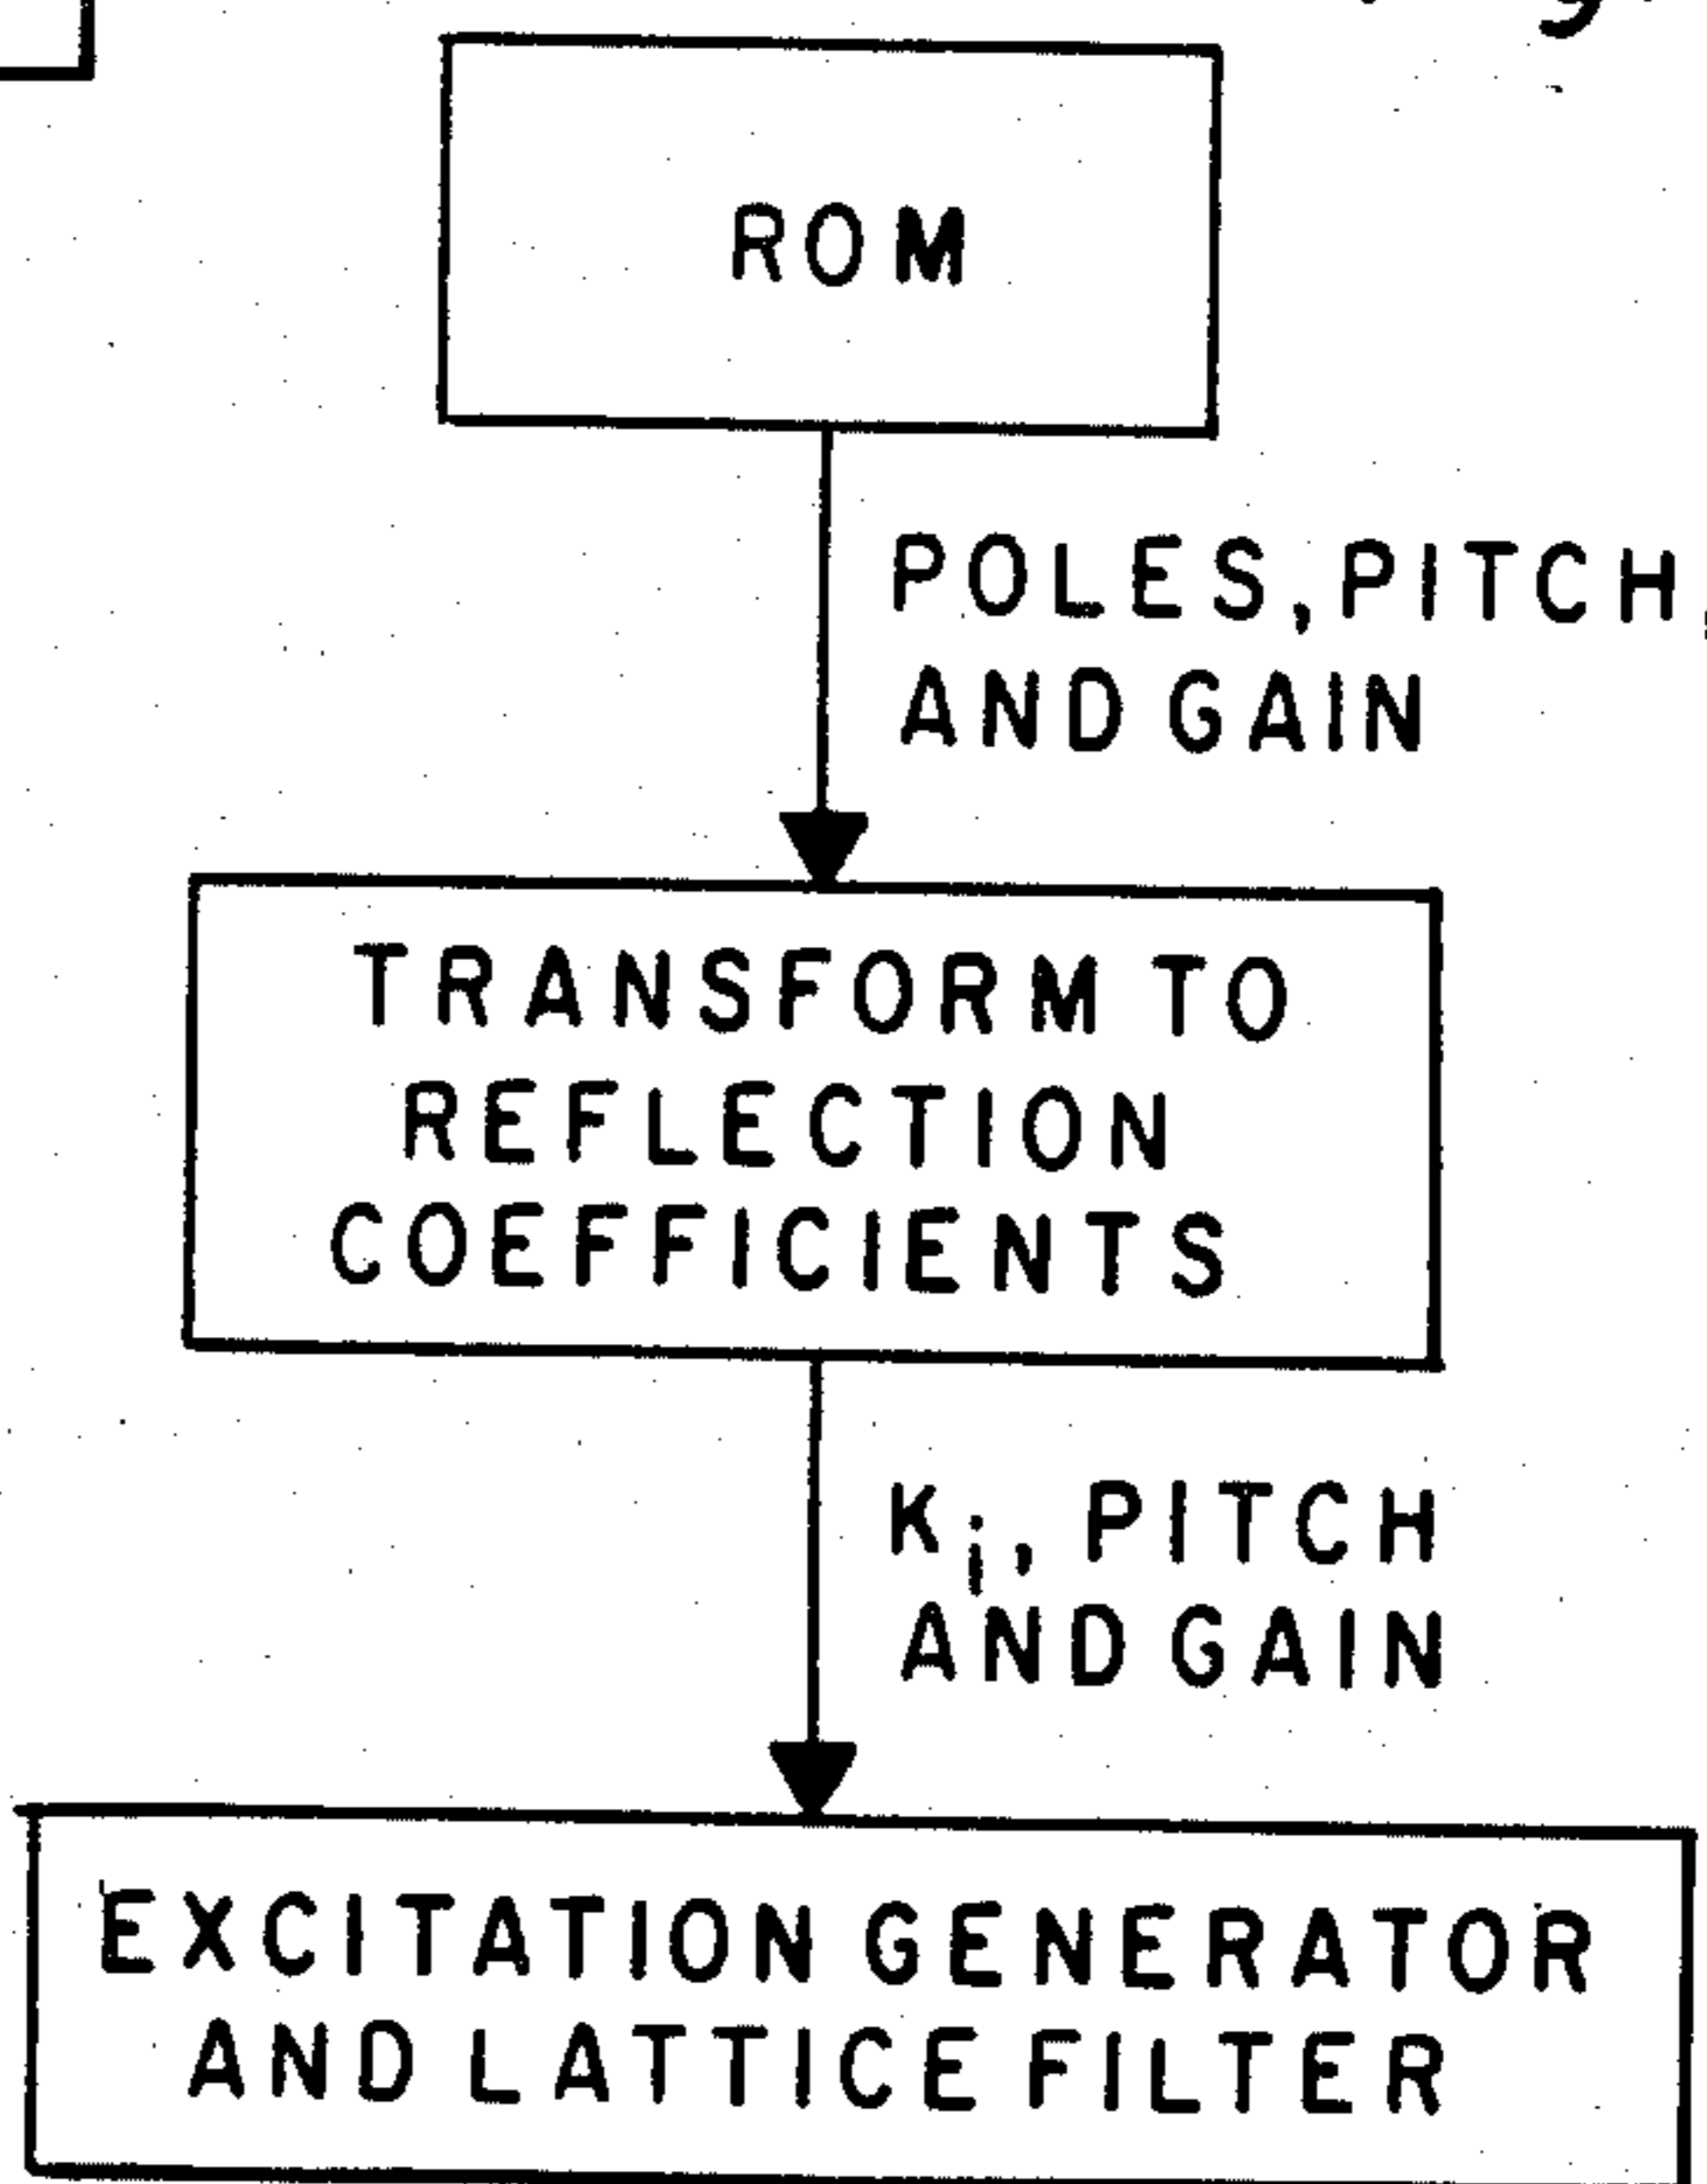 ROM
POLES, PITCH,
AND GAIN
TRANSFORM TO
REFLECTION
COEFFICIENTS
Ki, PITCH
AND GAIN
EXCITATION GENERATOR
AND LATTICE FILTER